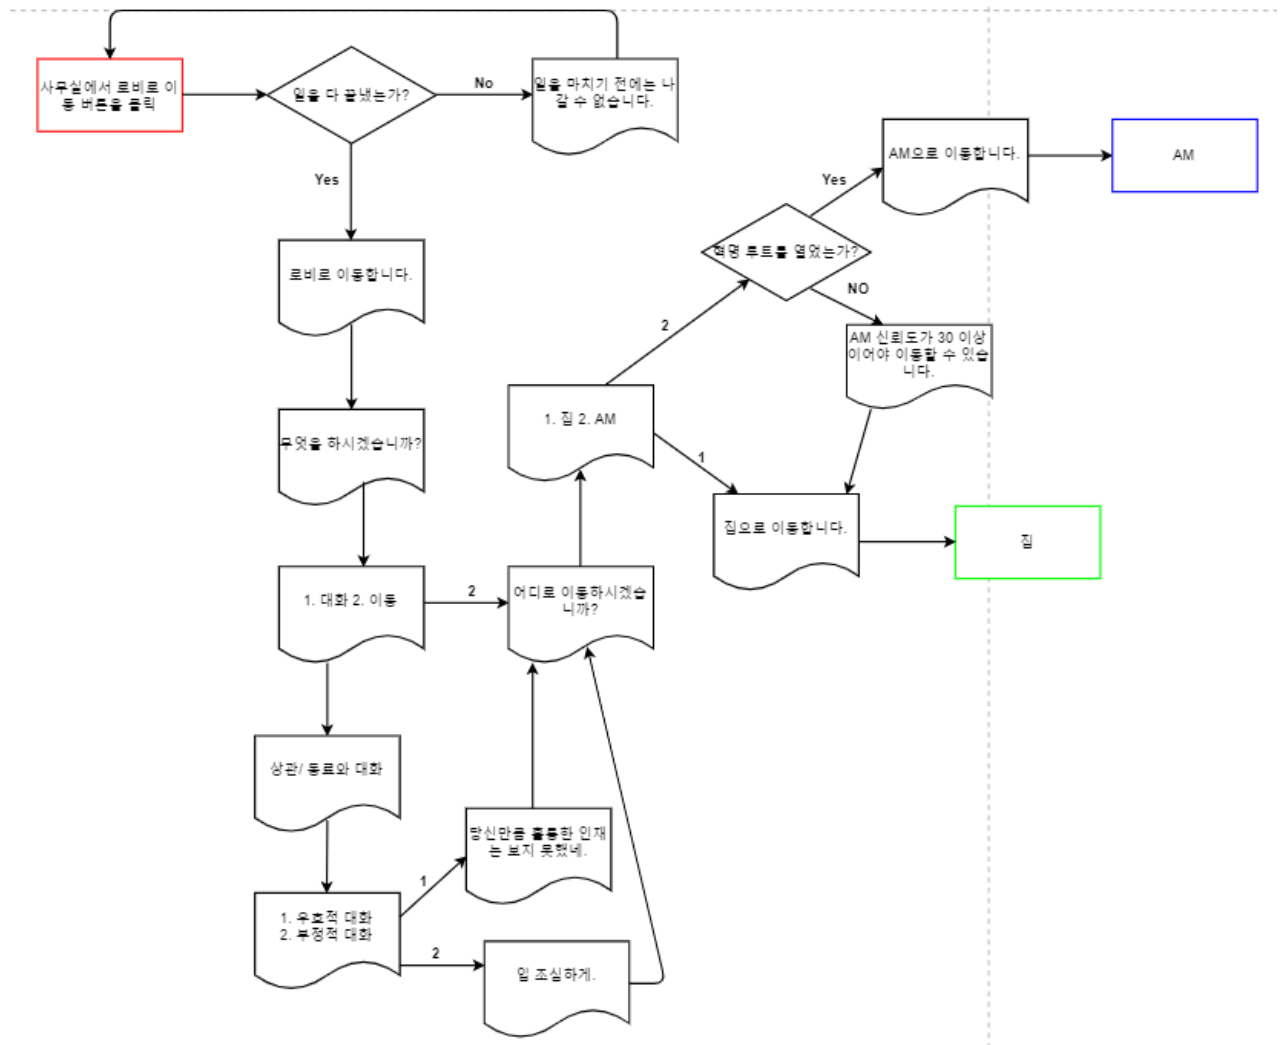 사무실에서 로비로 이
동 버튼을 클릭
일을 다 끝냈는가?
No
일을 마치기 전에는 나
갈 수 없습니다.
Yes
로비로 이동합니다.
무엇을 하시겠습니까?
1. 대화 2. 이동
2
어디로 이동하시겠습
니까?
상관/ 동료와 대화
1. 우호적 대화
2. 부정적 대화
1
당신만큼 훌륭한 인재
는 보지 못했네.
2
입 조심하게.
1. 집 2. AM
2
혁명 루트를 열었는가?
Yes
AM으로 이동합니다.
AM
NO
AM 신뢰도가 30 이상
이어야 이동할 수 있습
니다.
1
집으로 이동합니다.
집